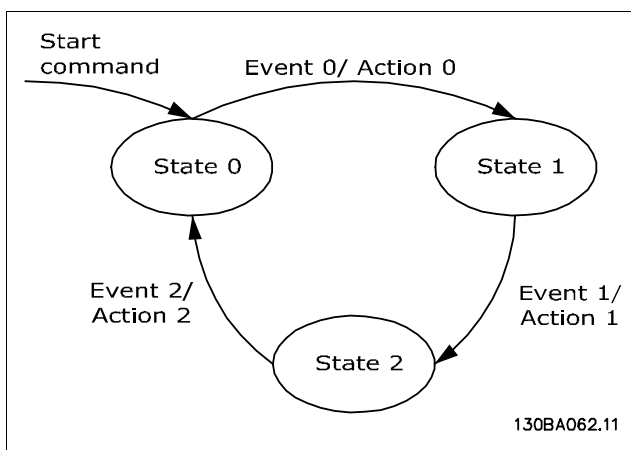 Start
command
Event 0/ Action 0
State 0
State 1
Event 2/
Action 2
Event 1/
Action 1
State 2
130BA062.11